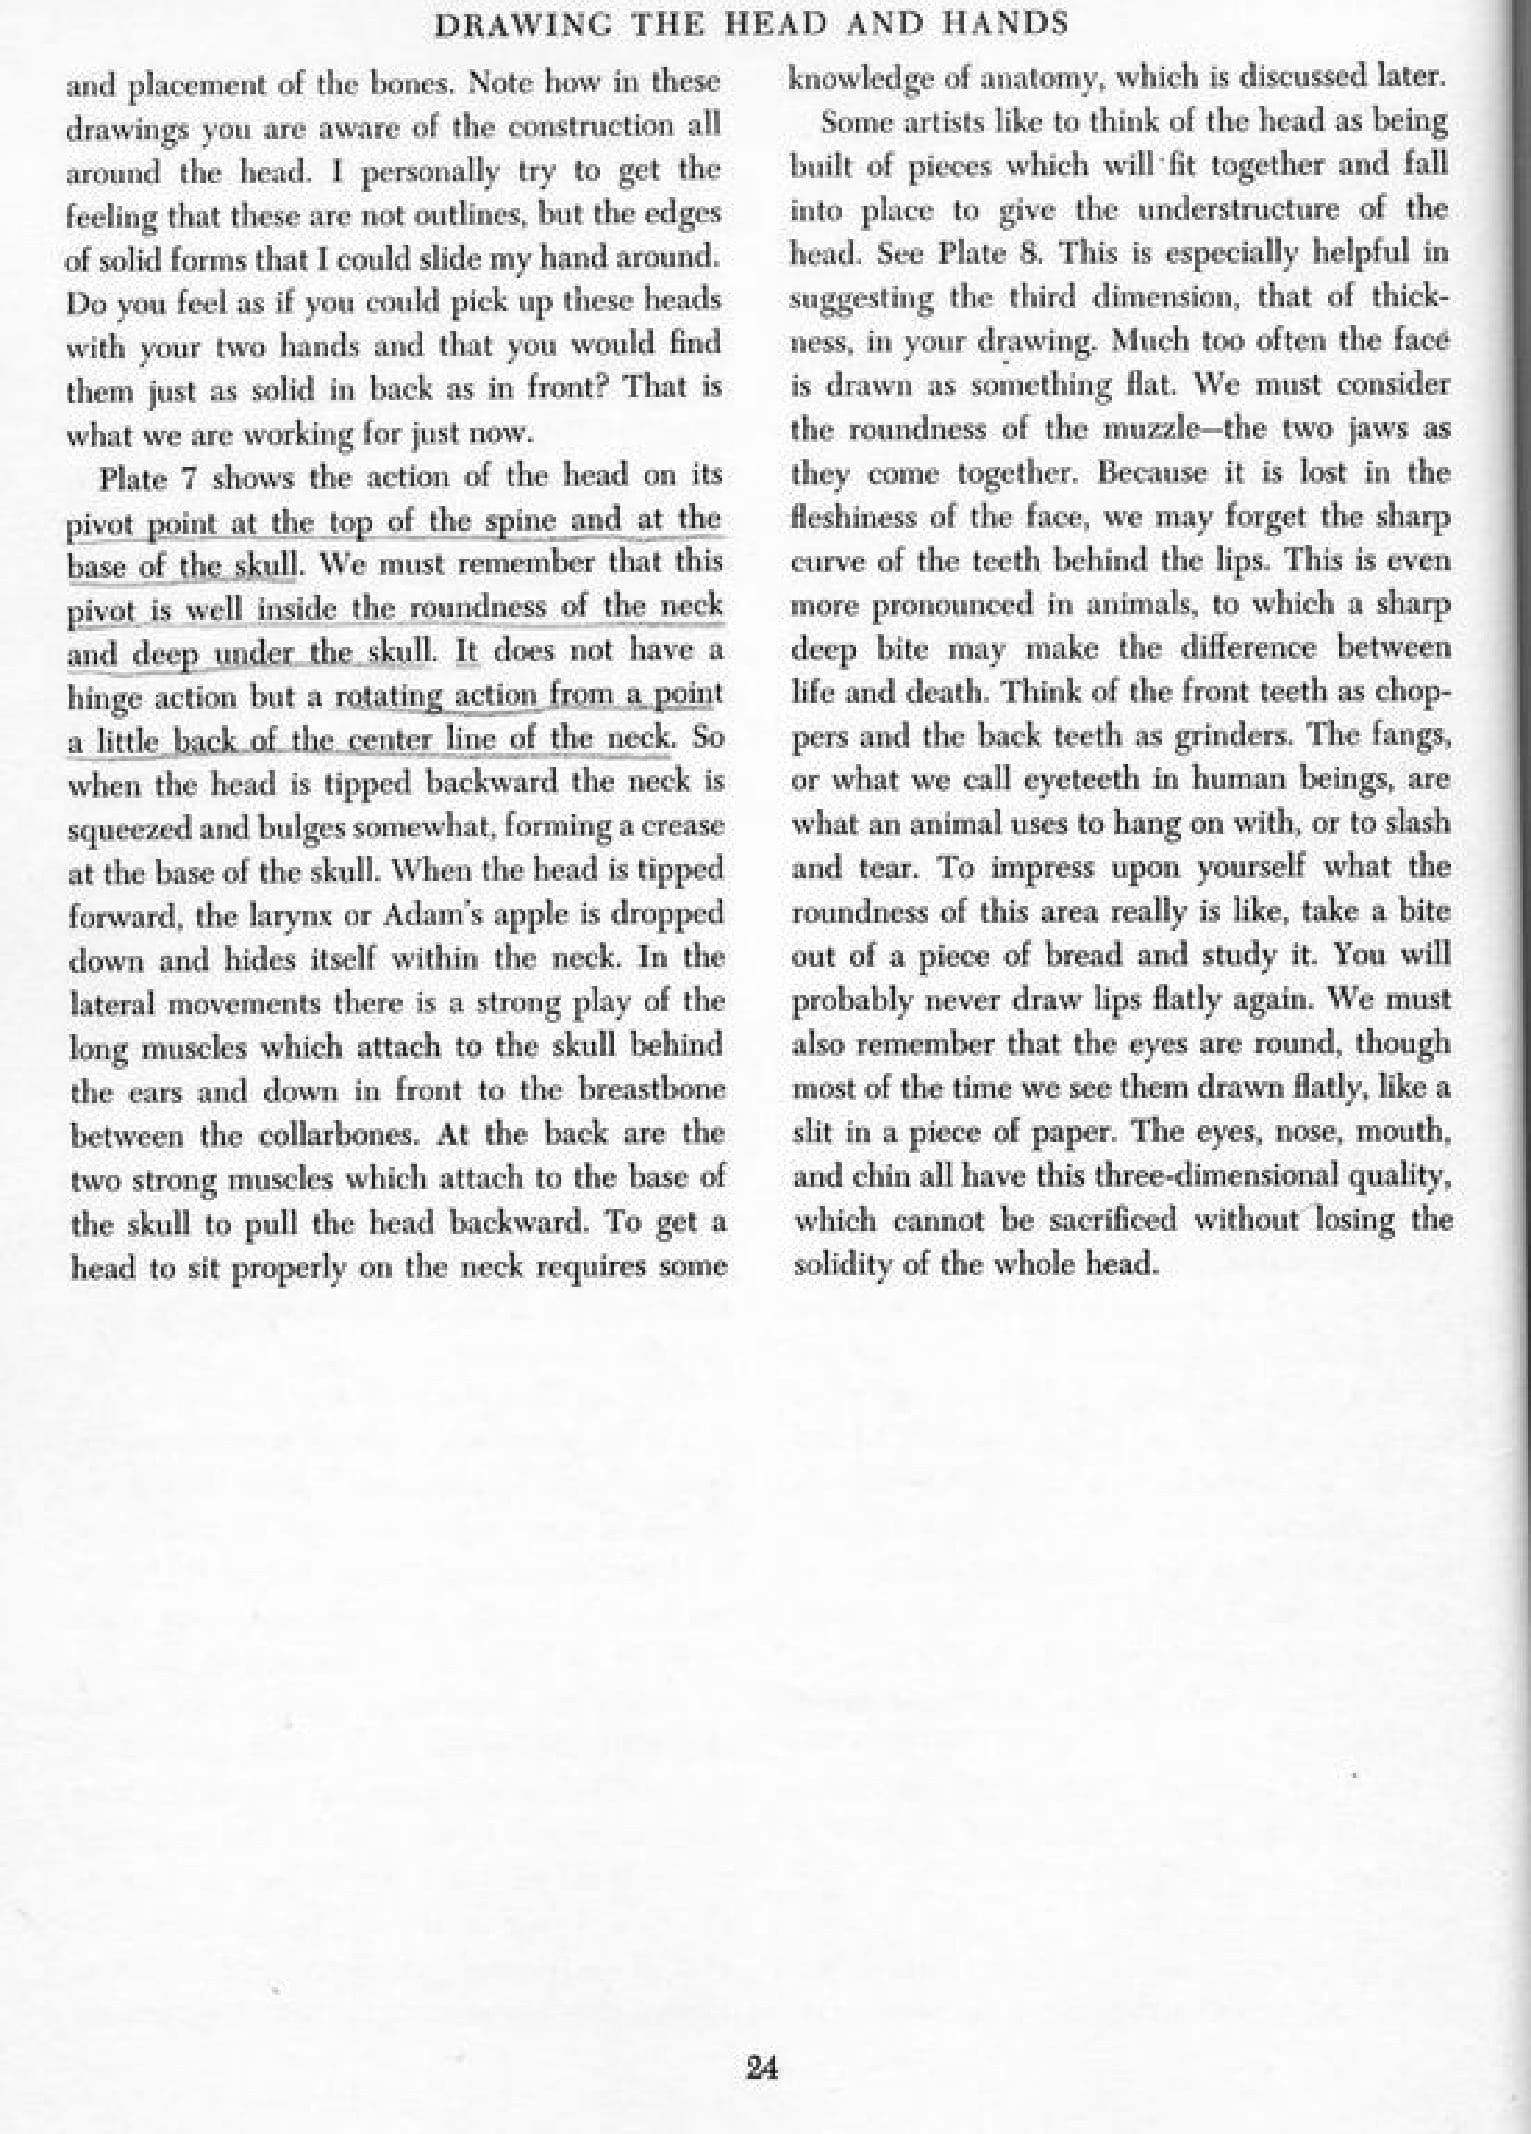 DRAWING THE HEAD AND HANDS
and placement of the bones. Note how in these
drawings you are aware of the construction all
around the head. I personally try to get the
feeling that these are not outlines, but the edges
of solid forms that I could slide my hand around.
Do you feel as if you could pick up these heads
with your two hands and that you would find
them just as solid in back as in front? That is
what we are working for just now.
Plate 7 shows the action of the head on its
pivot point at the top of the spine and at the
base of the skull. We must remember that this
pivot is well inside the roundness of the neck
and deep under the skull. It does not have a
hinge action but a rotating action from a point
a little back of the center line of the neck. So
when the head is tipped backward the neck is
squeezed and bulges somewhat, forming a crease
at the base of the skull. When the head is tipped
forward, the larynx or Adam's apple is dropped
down and hides itself within the neck. In the
lateral movements there is a strong play of the
long muscles which attach to the skull behind
the ears and down in front to the breastbone
between the collarbones. At the back are the
two strong muscles which attach to the base of
the skull to pull the head backward. To get a
head to sit properly on the neck requires some
knowledge of anatomy, which is discussed later.
Some artists like to think of the head as being
built of pieces which will fit together and fall
into place to give the understructure of the
head. See Plate 8. This is especially helpful in
suggesting the third dimension, that of thick-
ness, in your drawing. Much too often the face
is drawn as something flat. We must consider
the roundness of the muzzle—the two jaws as
they come together. Because it is lost in the
fleshiness of the face, we may forget the sharp
curve of the teeth behind the lips. This is even
more pronounced in animals, to which a sharp
deep bite may make the difference between
life and death. Think of the front teeth as chop-
pers and the back teeth as grinders. The fangs,
or what we call eyeteeth in human beings, are
what an animal uses to hang on with, or to slash
and tear. To impress upon yourself what the
roundness of this area really is like, take a bite
out of a piece of bread and study it. You will
probably never draw lips flatly again. We must
also remember that the eyes are round, though
most of the time we see them drawn flatly, like a
slit in a piece of paper. The eyes, nose, mouth,
and chin all have this three-dimensional quality,
which cannot be sacrificed without losing the
solidity of the whole head.
24